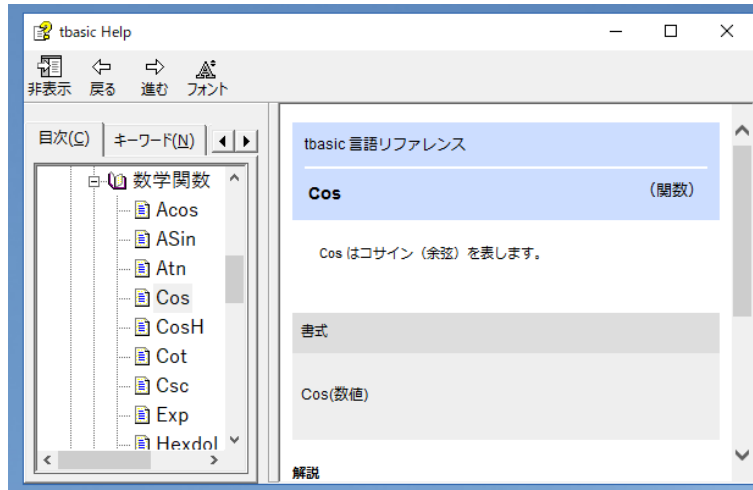 tbasic Help
非表示 戻る 進む フォント
目次(C) キーワード(N)
数学関数
Acos
ASin
Atn
Cos
CosH
Cot
Csc
Exp
Hexdol
tbasic 言語リファレンス
Cos (関数)
Cos はコサイン（余弦）を表します。
書式
Cos(数値)
解説